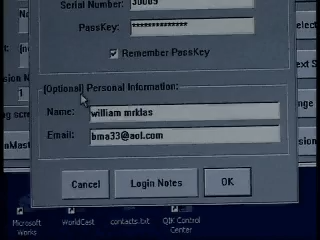 Serial Number: 30069
PassKey: **************
Remember PassKey
(Optional) Personal Information:
Name: william mrklas
Email: bma33@aol.com
Cancel
Login Notes
OK
Microsoft Works
WorldCast
contacts.txt
QIK Control Center